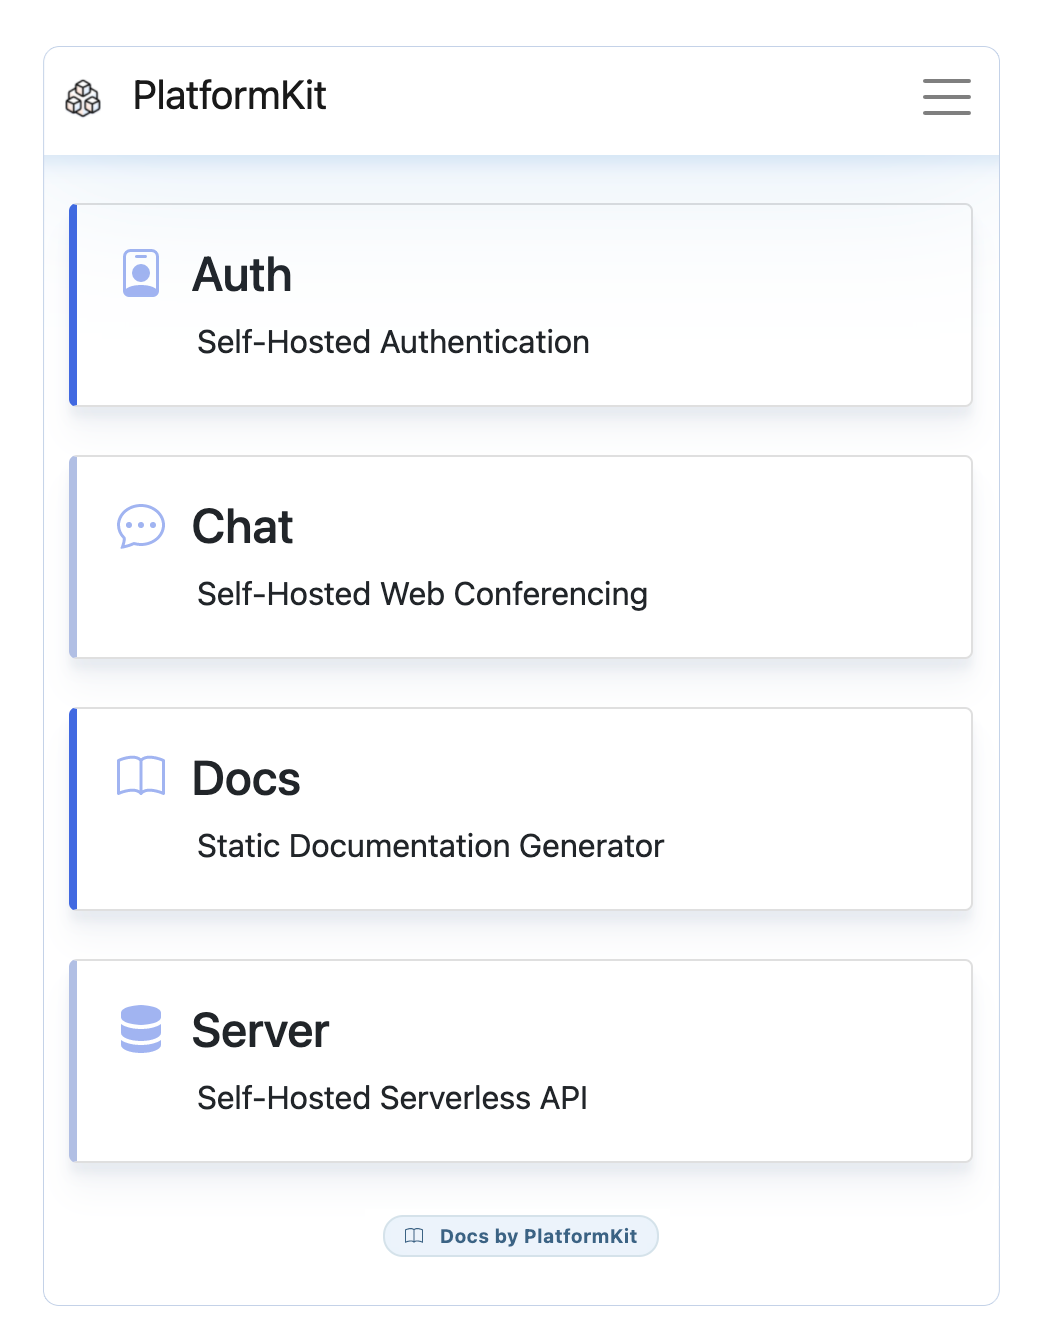 PlatformKit
Auth
Self-Hosted Authentication
Chat
Self-Hosted Web Conferencing
Docs
Static Documentation Generator
Server
Self-Hosted Serverless API
Docs by PlatformKit